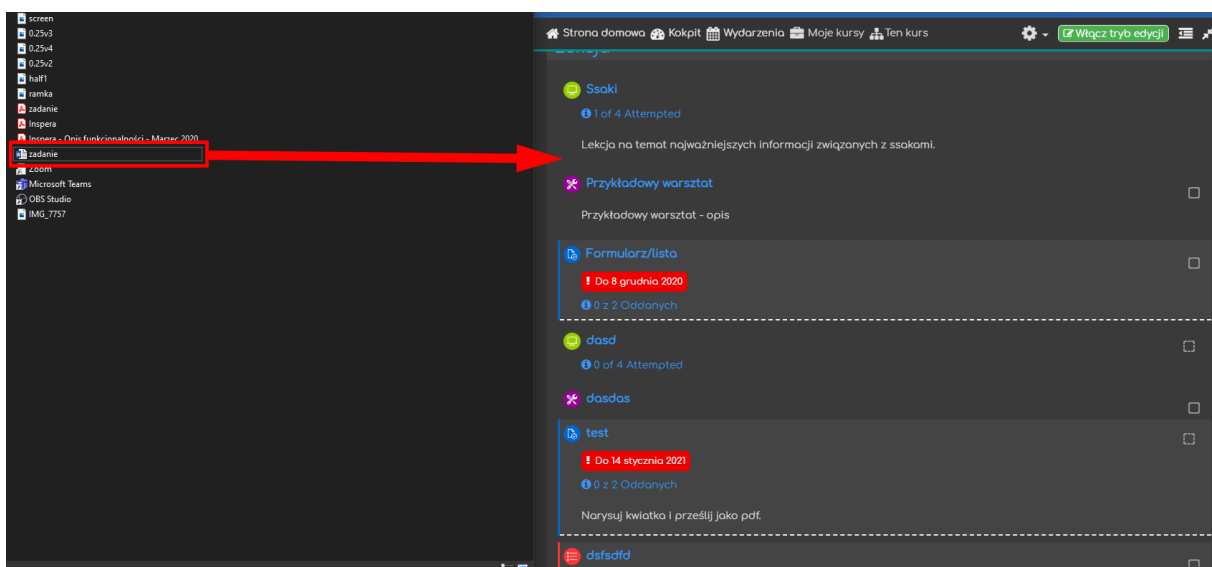 screen
0.25v3
0.25v4
0.25v2
half1
ramka
zadanie
Inspera
Inspera - Opis funkcjonalności - Marzec 2020
zadanie
Zoom
Microsoft Teams
OBS Studio
IMG_7757
Strona domowa Kokpit Wydarzenia Moje kursy Ten kurs Włącz tryb edycji
Ssaki
1 of 4 Attempted
Lekcja na temat najważniejszych informacji związanych z ssakami.
Przykładowy warsztat
Przykładowy warsztat - opis
Formularz/lista
Do 8 grudnia 2020
0 z 2 Oddanych
dasd
0 of 4 Attempted
dasdas
test
Do 14 stycznia 2021
0 z 2 Oddanych
Narysuj kwiatka i prześlij jako pdf.
dsfsdfd